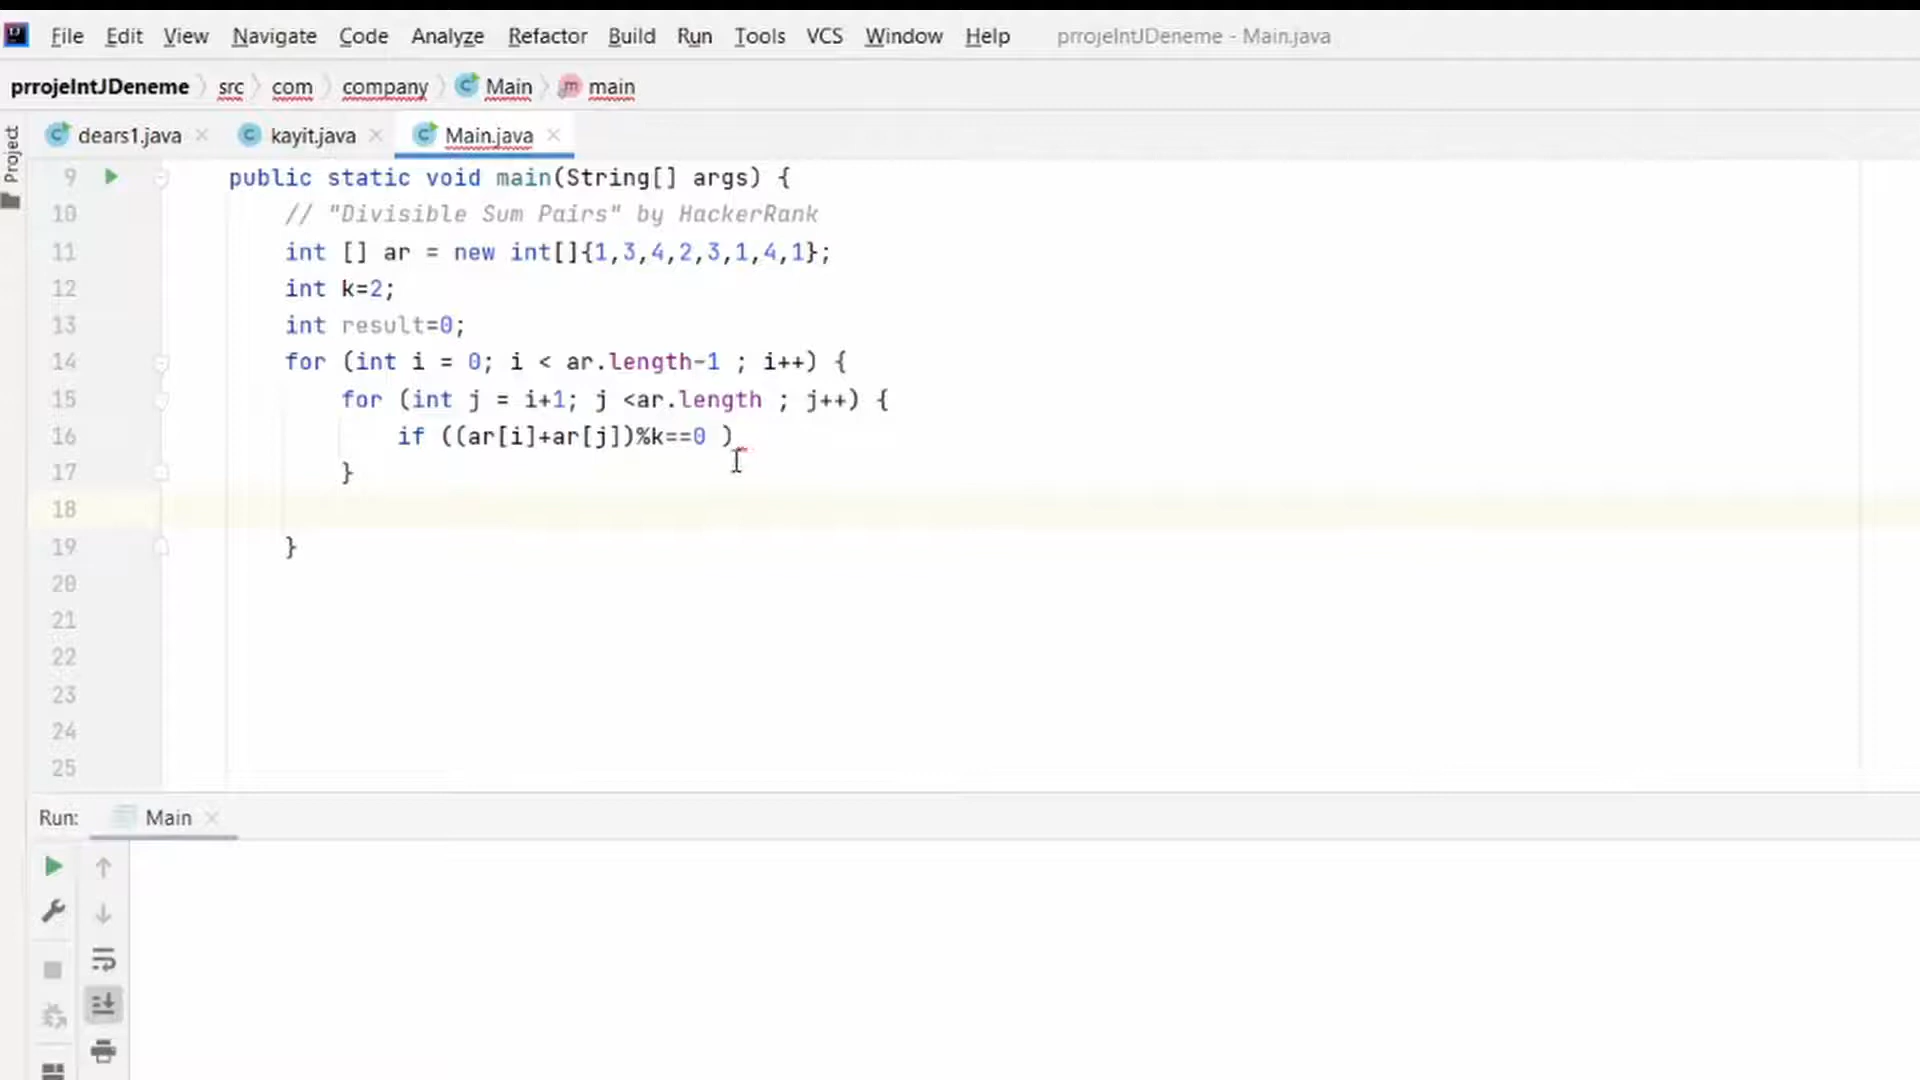 File Edit View Navigate Code Analyze Refactor Build Run Tools VCS Window Help prrojeIntJDeneme - Main.java
prrojeIntJDeneme src com company Main main
dears1.java kayit.java Main.java
Project
9 public static void main(String[] args) {
10 // "Divisible Sum Pairs" by HackerRank
11 int [] ar = new int[]{1,3,4,2,3,1,4,1};
12 int k=2;
13 int result=0;
14 for (int i = 0; i < ar.length-1 ; i++) {
15 for (int j = i+1; j <ar.length ; j++) {
16 if ((ar[i]+ar[j])%k==0 )
17 }
18
19 }
20
21
22
23
24
25
Run: Main